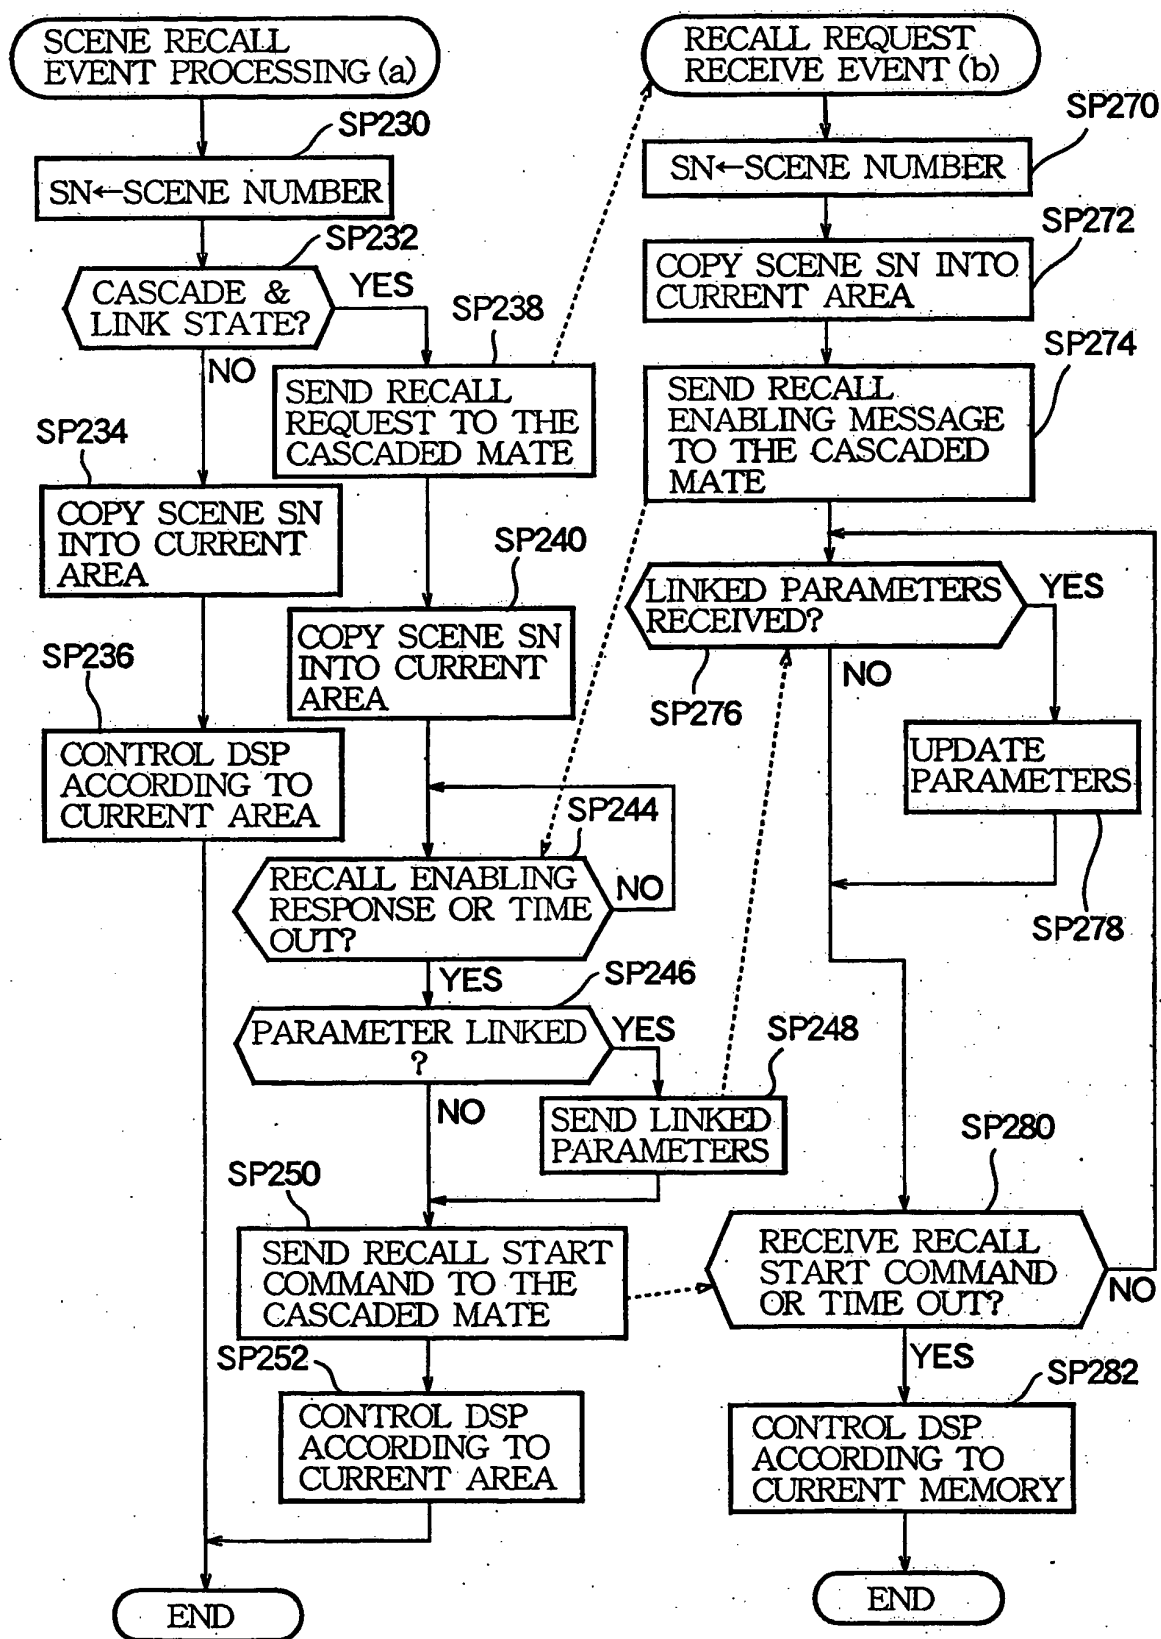 SCENE RECALL
EVENT PROCESSING (a)
SP230
SN←SCENE NUMBER
SP232
CASCADE &
LINK STATE?
YES
NO
SP234
COPY SCENE SN
INTO CURRENT
AREA
SP236
CONTROL DSP
ACCORDING TO
CURRENT AREA
SP238
SEND RECALL
REQUEST TO THE
CASCADED MATE
SP240
COPY SCENE SN
INTO CURRENT
AREA
SP244
RECALL ENABLING
RESPONSE OR TIME
OUT?
NO
YES
SP246
PARAMETER LINKED
?
YES
NO
SP248
SEND LINKED
PARAMETERS
SP250
SEND RECALL START
COMMAND TO THE
CASCADED MATE
SP252
CONTROL DSP
ACCORDING TO
CURRENT AREA
END
RECALL REQUEST
RECEIVE EVENT (b)
SP270
SN←SCENE NUMBER
SP272
COPY SCENE SN INTO
CURRENT AREA
SP274
SEND RECALL
ENABLING MESSAGE
TO THE CASCADED
MATE
LINKED PARAMETERS
RECEIVED?
YES
NO
SP276
UPDATE
PARAMETERS
SP278
SP280
RECEIVE RECALL
START COMMAND
OR TIME OUT?
NO
YES
SP282
CONTROL DSP
ACCORDING TO
CURRENT MEMORY
END